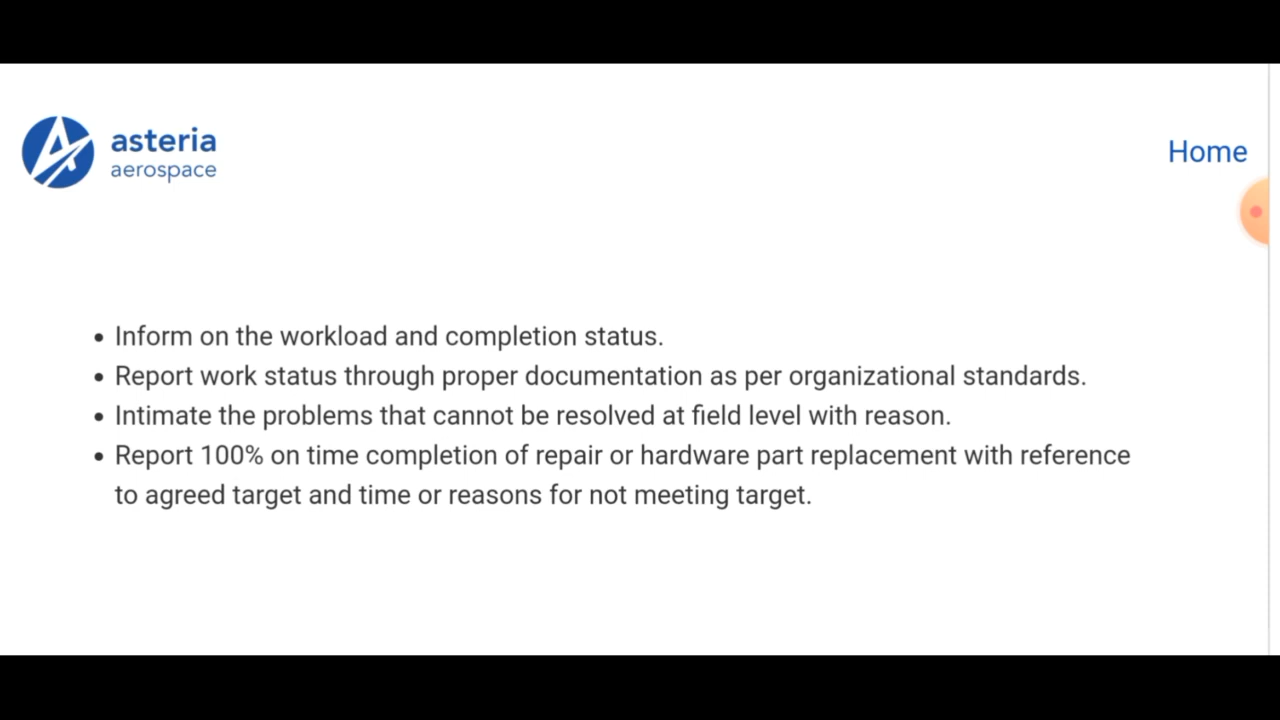 asteria
aerospace
Home
• Inform on the workload and completion status.
• Report work status through proper documentation as per organizational standards.
• Intimate the problems that cannot be resolved at field level with reason.
• Report 100% on time completion of repair or hardware part replacement with reference
to agreed target and time or reasons for not meeting target.